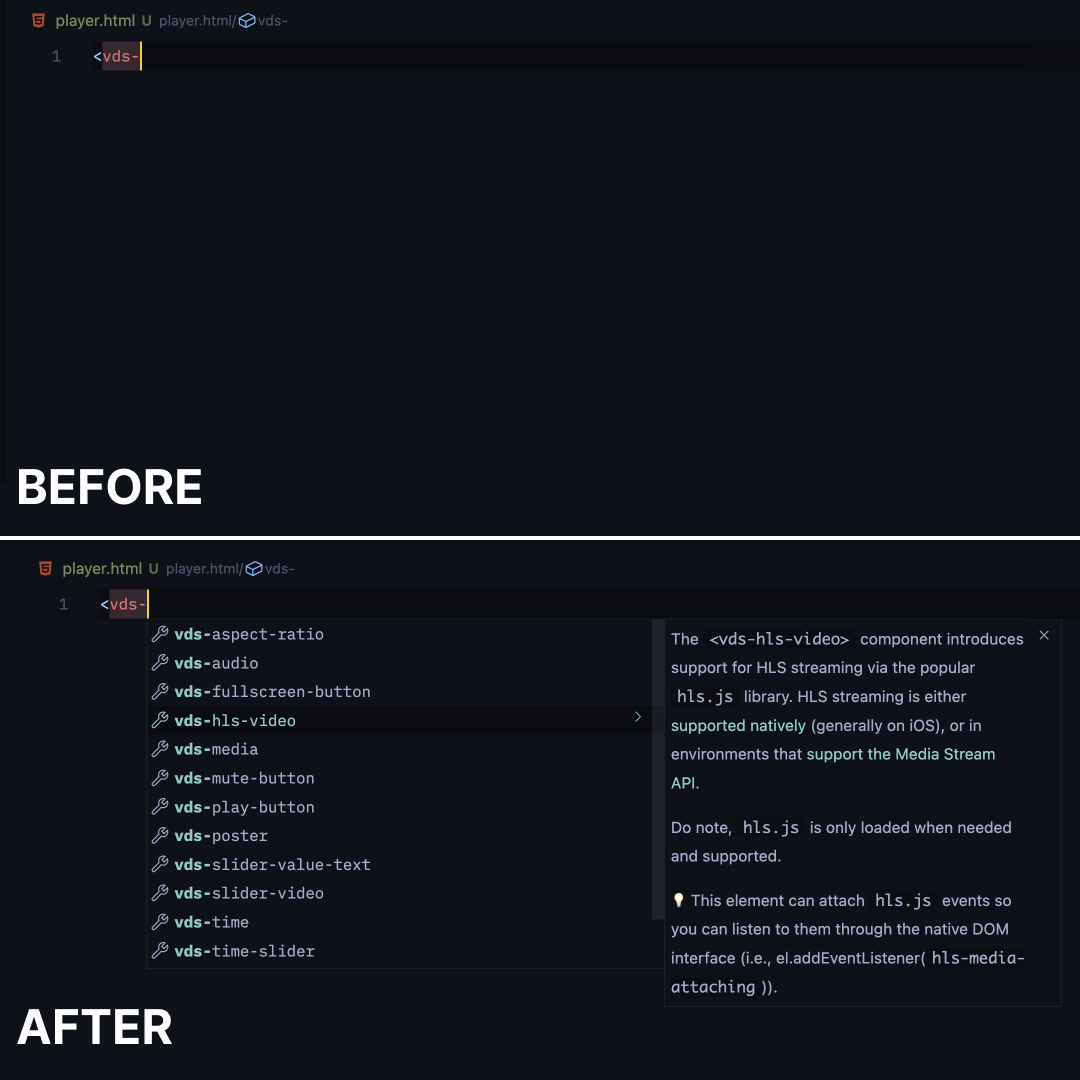 player.html U player.html/vds-
1 <vds-
BEFORE
player.html U player.html/vds-
1 <vds-
vds-aspect-ratio
vds-audio
vds-fullscreen-button
vds-hls-video
vds-media
vds-mute-button
vds-play-button
vds-poster
vds-slider-value-text
vds-slider-video
vds-time
vds-time-slider
The <vds-hls-video> component introduces
support for HLS streaming via the popular
hls.js library. HLS streaming is either
supported natively (generally on iOS), or in
environments that support the Media Stream
API.
Do note, hls.js is only loaded when needed
and supported.
💡 This element can attach hls.js events so
you can listen to them through the native DOM
interface (i.e., el.addEventListener( hls-media-
attaching )).
AFTER